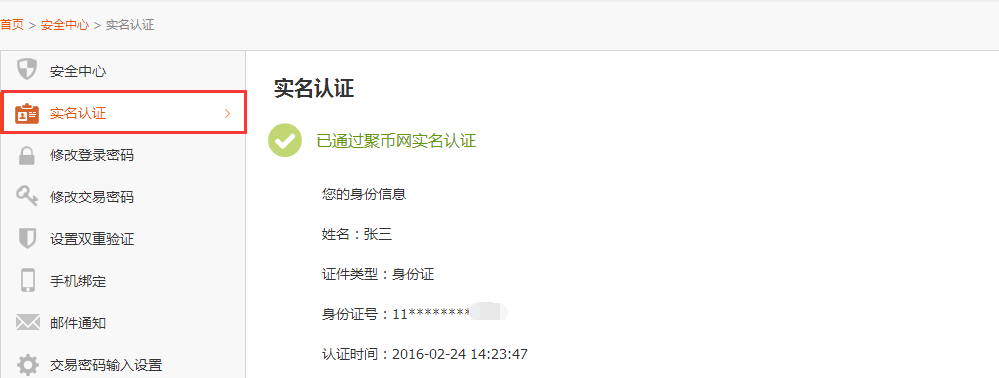 首页 > 安全中心 > 实名认证
安全中心
实名认证
修改登录密码
修改交易密码
设置双重验证
手机绑定
邮件通知
交易密码输入设置
实名认证
已通过聚币网实名认证
您的身份信息
姓名：张三
证件类型：身份证
身份证号：11********
认证时间：2016-02-24 14:23:47